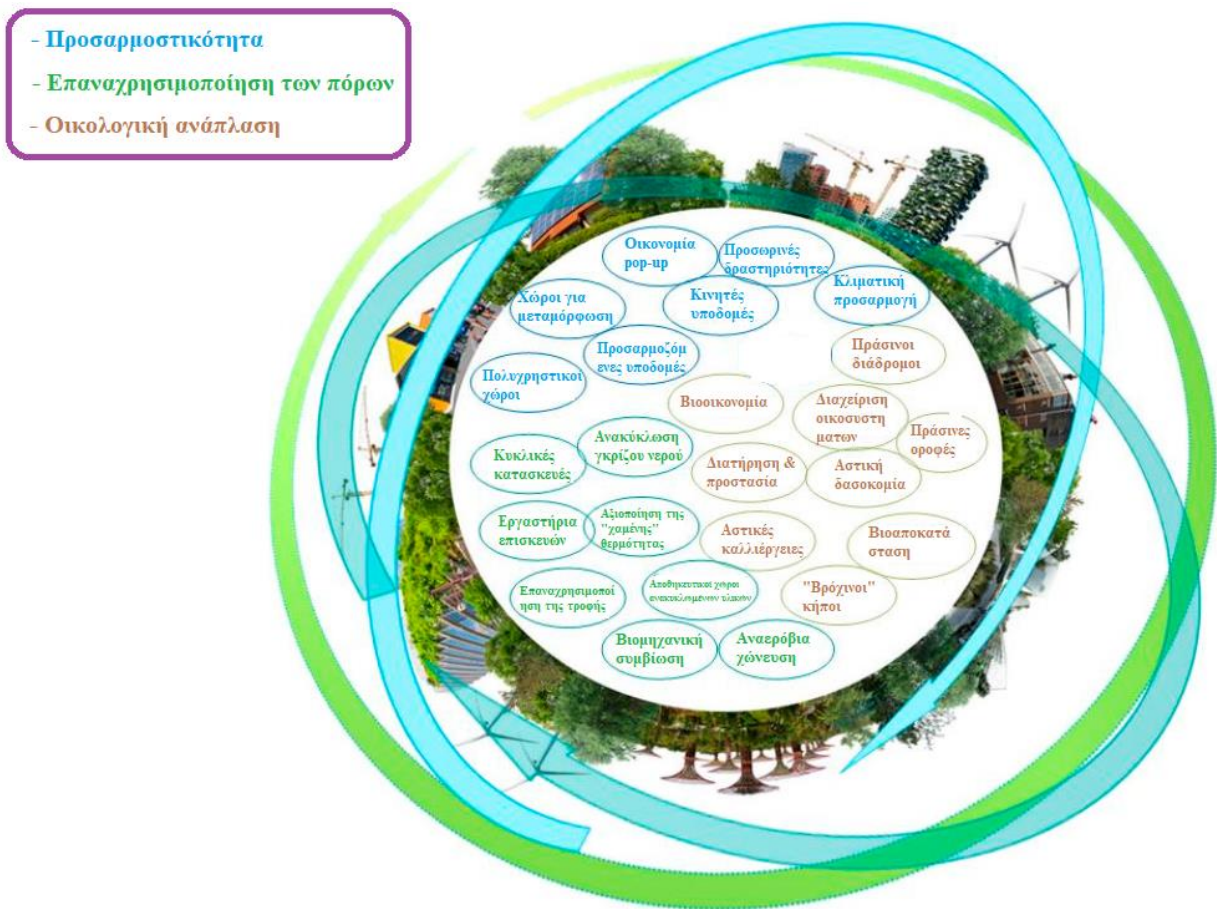 - Προσαρμοστικότητα
- Επαναχρησιμοποίηση των πόρων
- Οικολογική ανάπλαση
Οικονομία
pop-up
Προσωρινές
δραστηριότητες
Κλιματική
προσαρμογή
Χώροι για
μεταμόρφωση
Κινητές
υποδομές
Προσαρμοζόμ
ενες υποδομές
Πολυχρηστικοί
χώροι
Πράσινοι
διάδρομοι
Βιοοικονομία
Διαχείριση
οικοσυστη
ματων
Πράσινες
οροφές
Ανακύκλωση
γκρίζου νερού
Κυκλικές
κατασκευές
Διατήρηση &
προστασία
Αστική
δασοκομία
Εργαστήρια
επισκευών
Αξιοποίηση της
"χαμένης"
θερμότητας
Αστικές
καλλιέργειες
Βιοαποκατά
σταση
Επαναχρησιμοποί
ηση της τροφής
Αποθηκευτικοί χώροι
ανακυκλωμένων υλικών
"Βρόχινοι"
κήποι
Βιομηχανική
συμβίωση
Αναερόβια
χώνευση